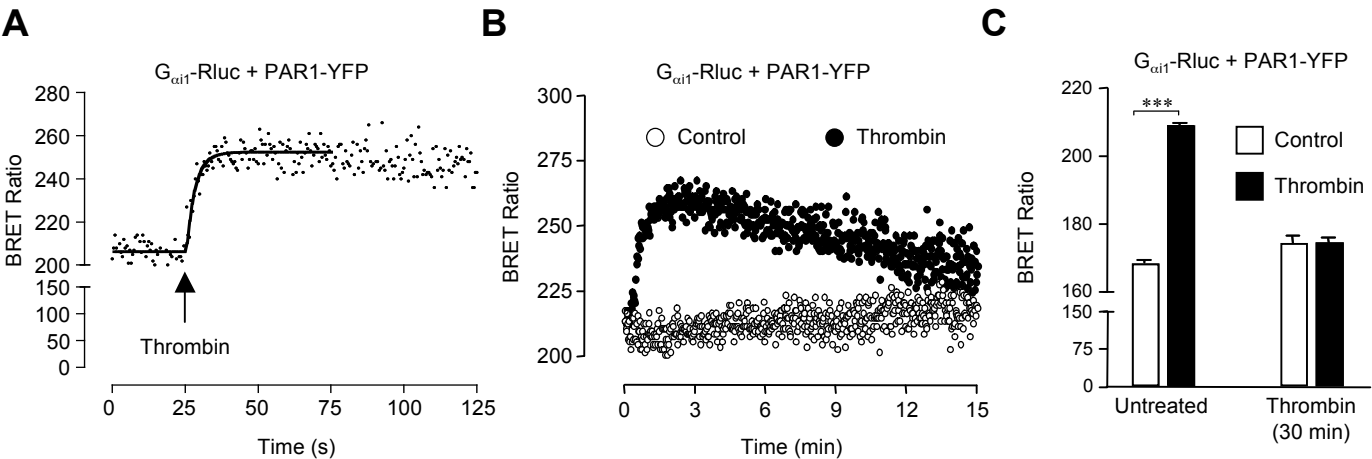 A
G_αi1-Rluc + PAR1-YFP
BRET Ratio
280
260
240
220
200
150
100
50
0
Thrombin
0 25 50 75 100 125
Time (s)
B
G_αi1-Rluc + PAR1-YFP
BRET Ratio
300
275
250
225
200
Control Thrombin
0 3 6 9 12 15
Time (min)
C
G_αi1-Rluc + PAR1-YFP
BRET Ratio
220
200
180
160
150
75
0
***
Control
Thrombin
Untreated Thrombin
(30 min)